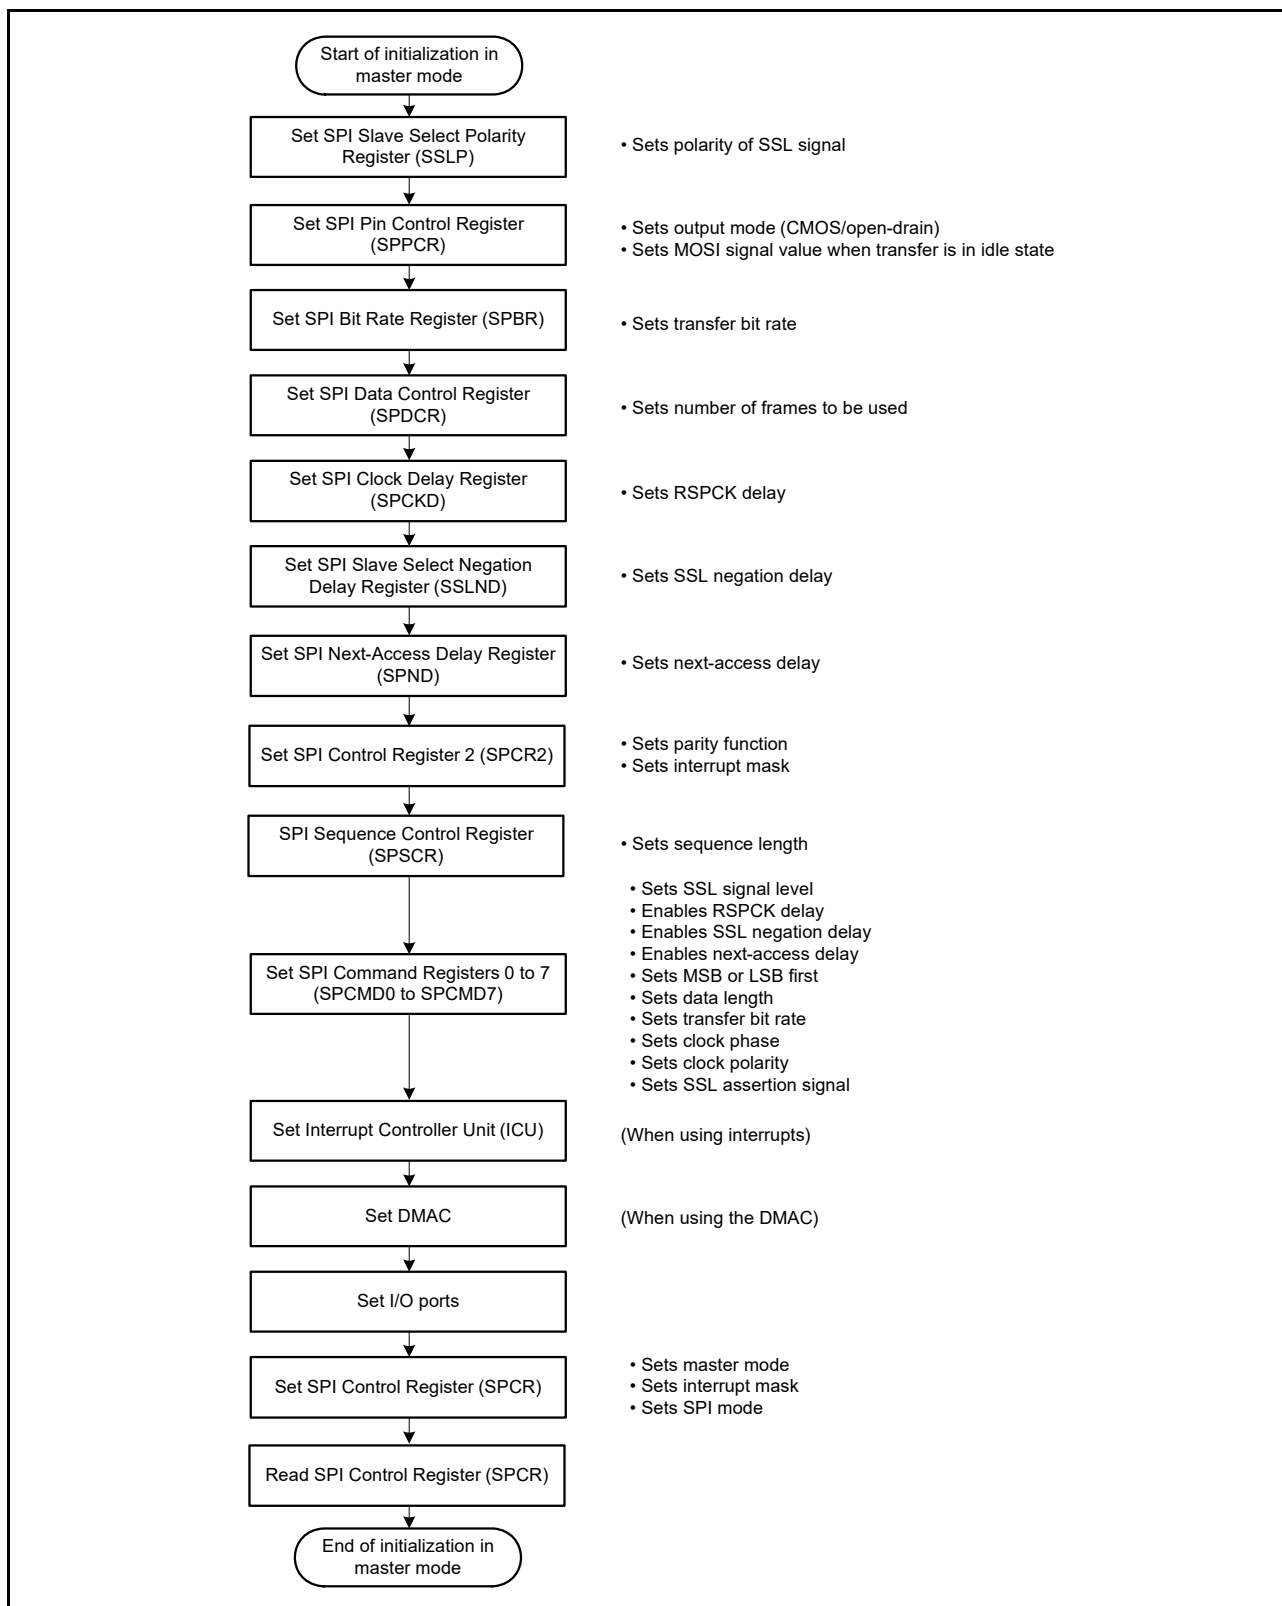 Start of initialization in
master mode
Set SPI Slave Select Polarity
Register (SSLP)
• Sets polarity of SSL signal
Set SPI Pin Control Register
(SPPCR)
• Sets output mode (CMOS/open-drain)
• Sets MOSI signal value when transfer is in idle state
Set SPI Bit Rate Register (SPBR)
• Sets transfer bit rate
Set SPI Data Control Register
(SPDCR)
• Sets number of frames to be used
Set SPI Clock Delay Register
(SPCKD)
• Sets RSPCK delay
Set SPI Slave Select Negation
Delay Register (SSLND)
• Sets SSL negation delay
Set SPI Next-Access Delay Register
(SPND)
• Sets next-access delay
Set SPI Control Register 2 (SPCR2)
• Sets parity function
• Sets interrupt mask
SPI Sequence Control Register
(SPSCR)
• Sets sequence length
Set SPI Command Registers 0 to 7
(SPCMD0 to SPCMD7)
• Sets SSL signal level
• Enables RSPCK delay
• Enables SSL negation delay
• Enables next-access delay
• Sets MSB or LSB first
• Sets data length
• Sets transfer bit rate
• Sets clock phase
• Sets clock polarity
• Sets SSL assertion signal
Set Interrupt Controller Unit (ICU)
(When using interrupts)
Set DMAC
(When using the DMAC)
Set I/O ports
Set SPI Control Register (SPCR)
• Sets master mode
• Sets interrupt mask
• Sets SPI mode
Read SPI Control Register (SPCR)
End of initialization in
master mode